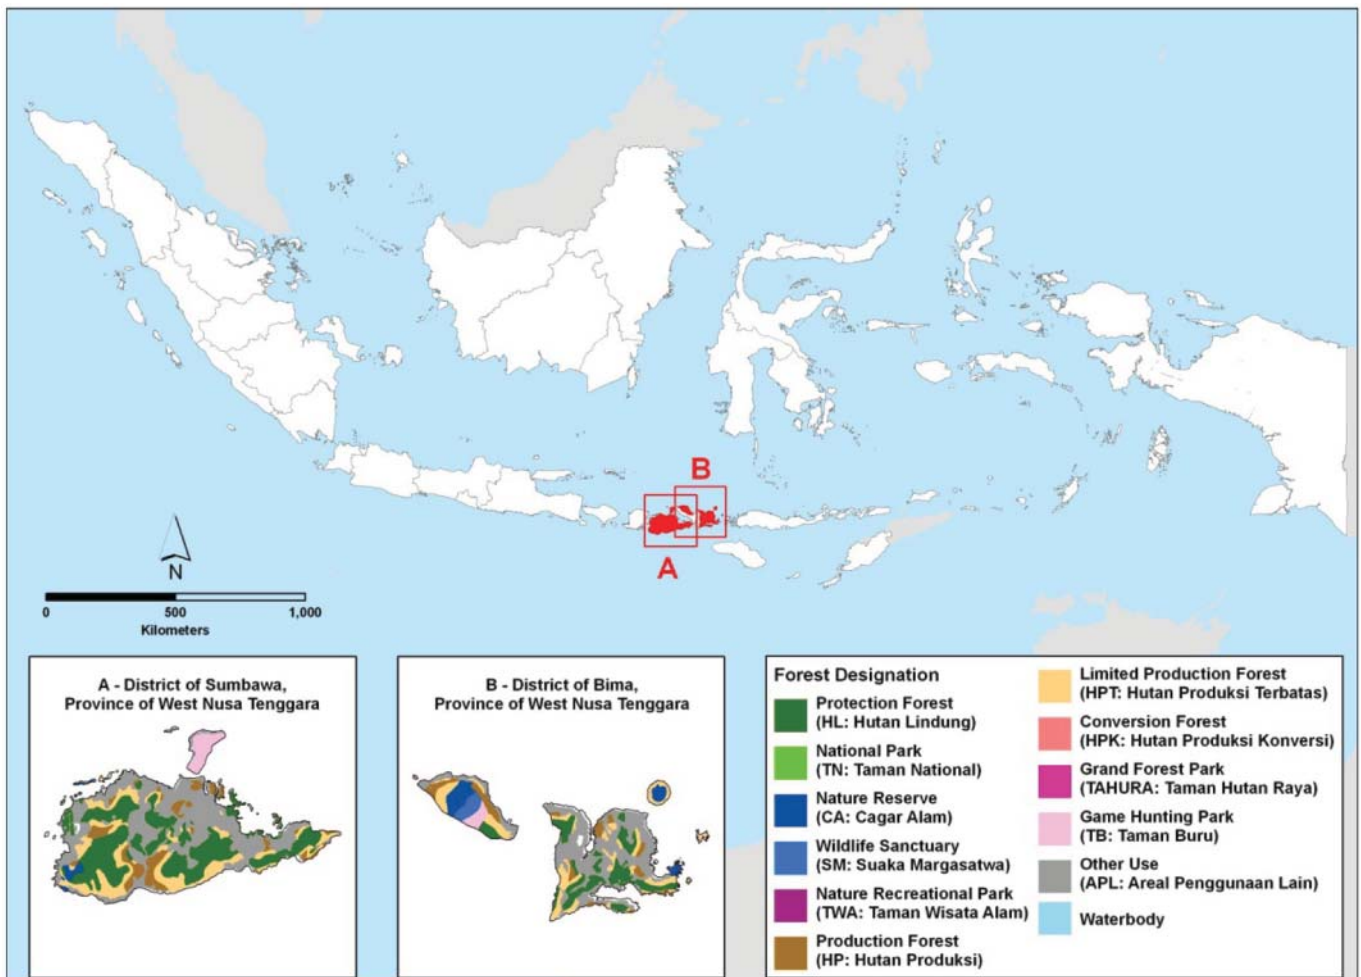 B
A
N
0 500 1,000
Kilometers
A - District of Sumbawa,
Province of West Nusa Tenggara
B - District of Bima,
Province of West Nusa Tenggara
Forest Designation
Protection Forest
(HL: Hutan Lindung)
National Park
(TN: Taman National)
Nature Reserve
(CA: Cagar Alam)
Wildlife Sanctuary
(SM: Suaka Margasatwa)
Nature Recreational Park
(TWA: Taman Wisata Alam)
Production Forest
(HP: Hutan Produksi)
Limited Production Forest
(HPT: Hutan Produksi Terbatas)
Conversion Forest
(HPK: Hutan Produksi Konversi)
Grand Forest Park
(TAHURA: Taman Hutan Raya)
Game Hunting Park
(TB: Taman Buru)
Other Use
(APL: Areal Penggunaan Lain)
Waterbody